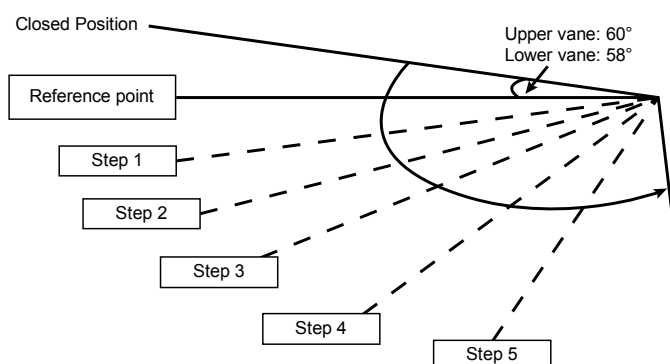 Closed Position
Upper vane: 60°
Lower vane: 58°
Reference point
Step 1
Step 2
Step 3
Step 4
Step 5